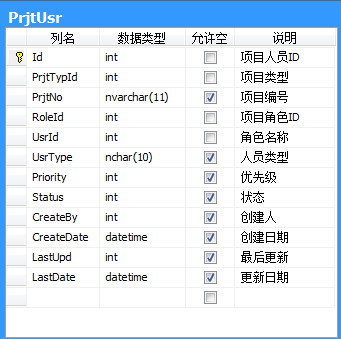 PrjtUsr
列名 数据类型 允许空 说明
Id int 项目人员ID
PrjtTypId int 项目类型
PrjtNo nvarchar(11) 项目编号
RoleId int 项目角色ID
UsrId int 角色名称
UsrType nchar(10) 人员类型
Priority int 优先级
Status int 状态
CreateBy int 创建人
CreateDate datetime 创建日期
LastUpd int 最后更新
LastDate datetime 更新日期